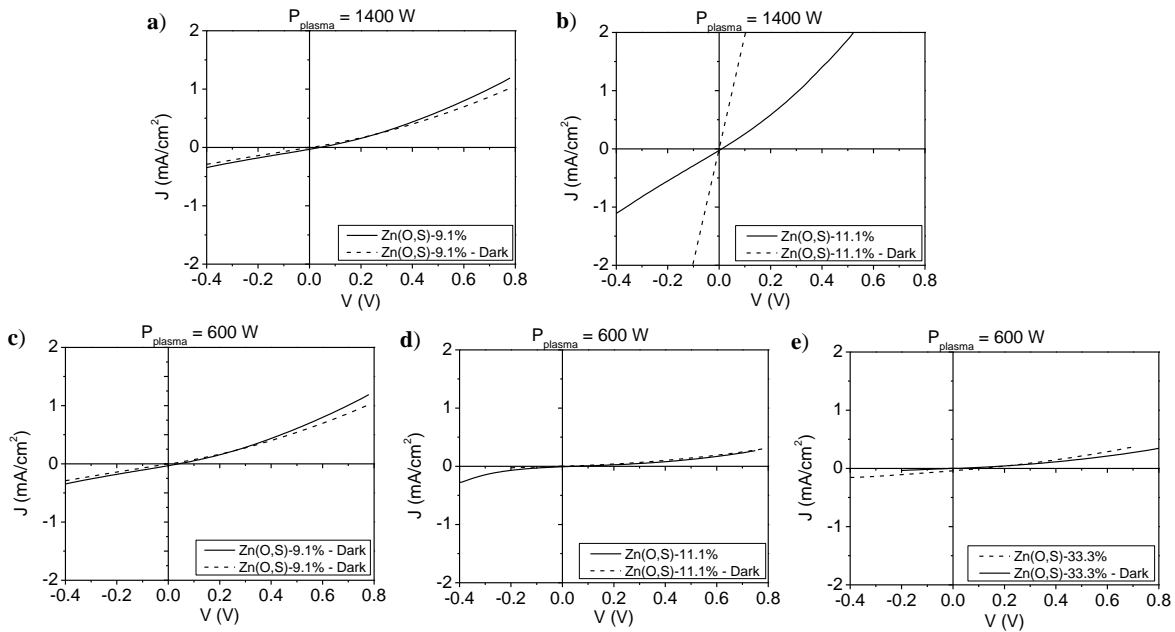 a)
P plasma = 1400 W
J (mA/cm²)
2
1
0
-1
-2
-0.4 -0.2 0.0 0.2 0.4 0.6 0.8
V (V)
Zn(O,S)-9.1%
Zn(O,S)-9.1% - Dark
b)
P plasma = 1400 W
J (mA/cm²)
2
1
0
-1
-2
-0.4 -0.2 0.0 0.2 0.4 0.6 0.8
V (V)
Zn(O,S)-11.1%
Zn(O,S)-11.1% - Dark
c)
P plasma = 600 W
J (mA/cm²)
2
1
0
-1
-2
-0.4 -0.2 0.0 0.2 0.4 0.6 0.8
V (V)
Zn(O,S)-9.1% - Dark
Zn(O,S)-9.1% - Dark
d)
P plasma = 600 W
J (mA/cm²)
2
1
0
-1
-2
-0.4 -0.2 0.0 0.2 0.4 0.6 0.8
V (V)
Zn(O,S)-11.1%
Zn(O,S)-11.1% - Dark
e)
P plasma = 600 W
J (mA/cm²)
2
1
0
-1
-2
-0.4 -0.2 0.0 0.2 0.4 0.6 0.8
V (V)
Zn(O,S)-33.3%
Zn(O,S)-33.3% - Dark